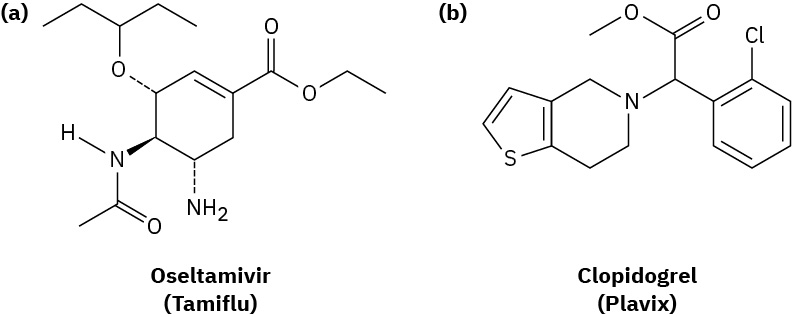 (a)
O
O
O
H
N
O
NH2
Oseltamivir
(Tamiflu)
(b)
O
O
Cl
N
S
Clopidogrel
(Plavix)